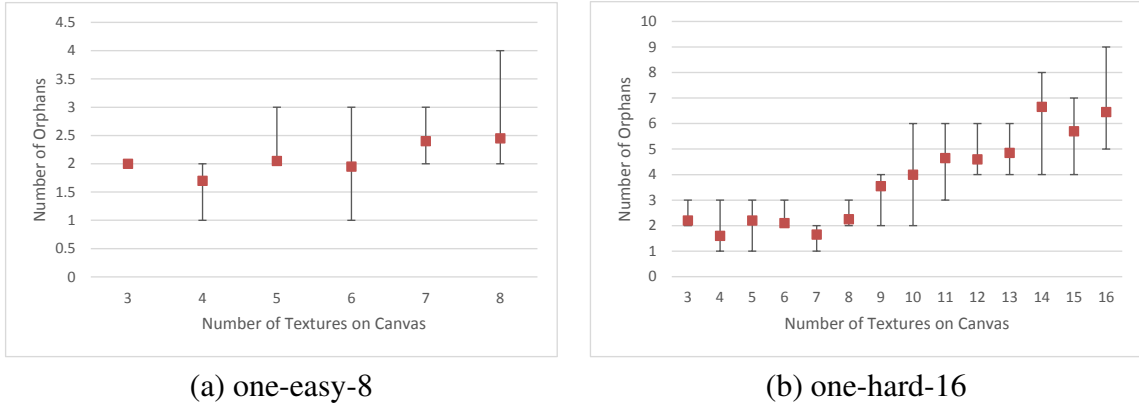 4.5
4
3.5
3
2.5
2
1.5
1
0.5
0
Number of Orphans
3 4 5 6 7 8
Number of Textures on Canvas
(a) one-easy-8
10
9
8
7
6
5
4
3
2
1
0
Number of Orphans
3 4 5 6 7 8 9 10 11 12 13 14 15 16
Number of Textures on Canvas
(b) one-hard-16